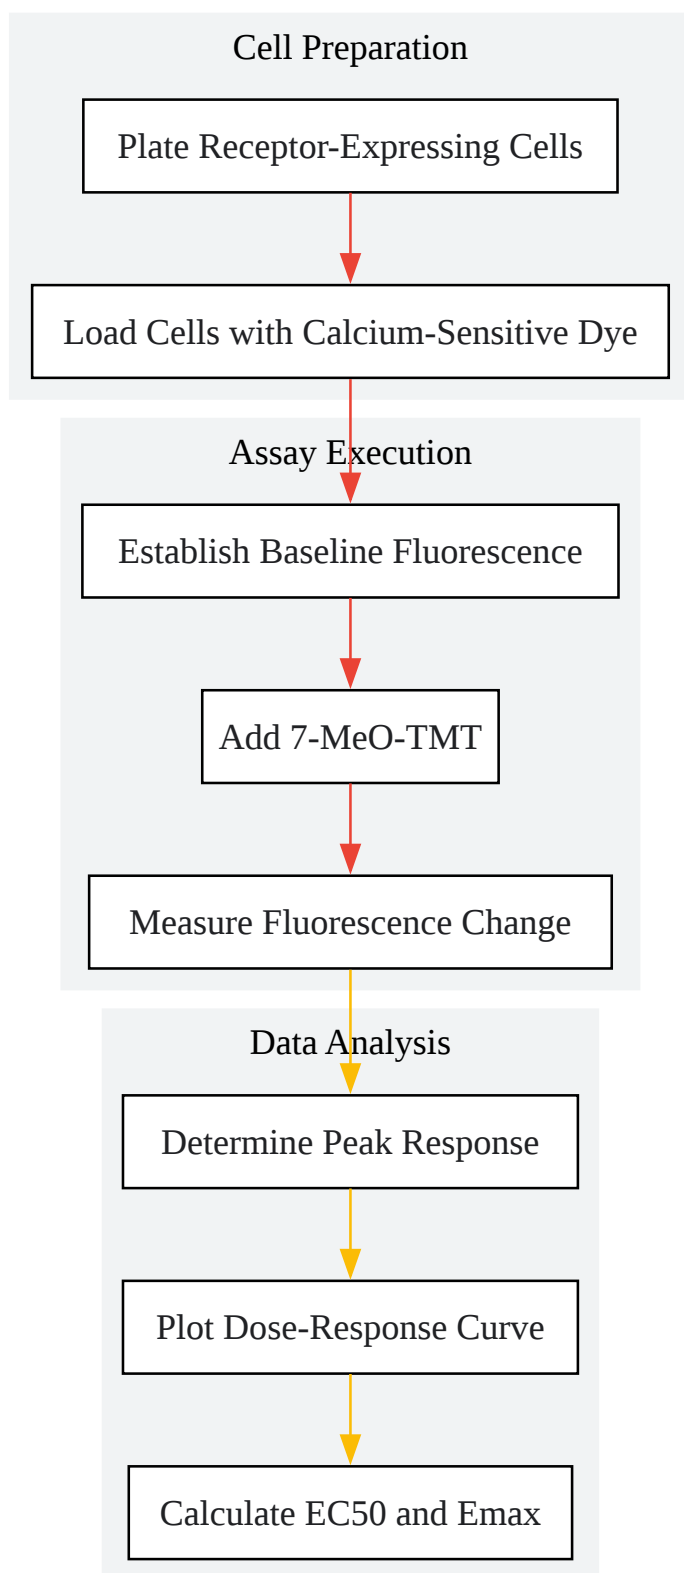 Cell Preparation
Plate Receptor-Expressing Cells
Load Cells with Calcium-Sensitive Dye
Assay Execution
Establish Baseline Fluorescence
Add 7-MeO-TMT
Measure Fluorescence Change
Data Analysis
Determine Peak Response
Plot Dose-Response Curve
Calculate EC50 and Emax